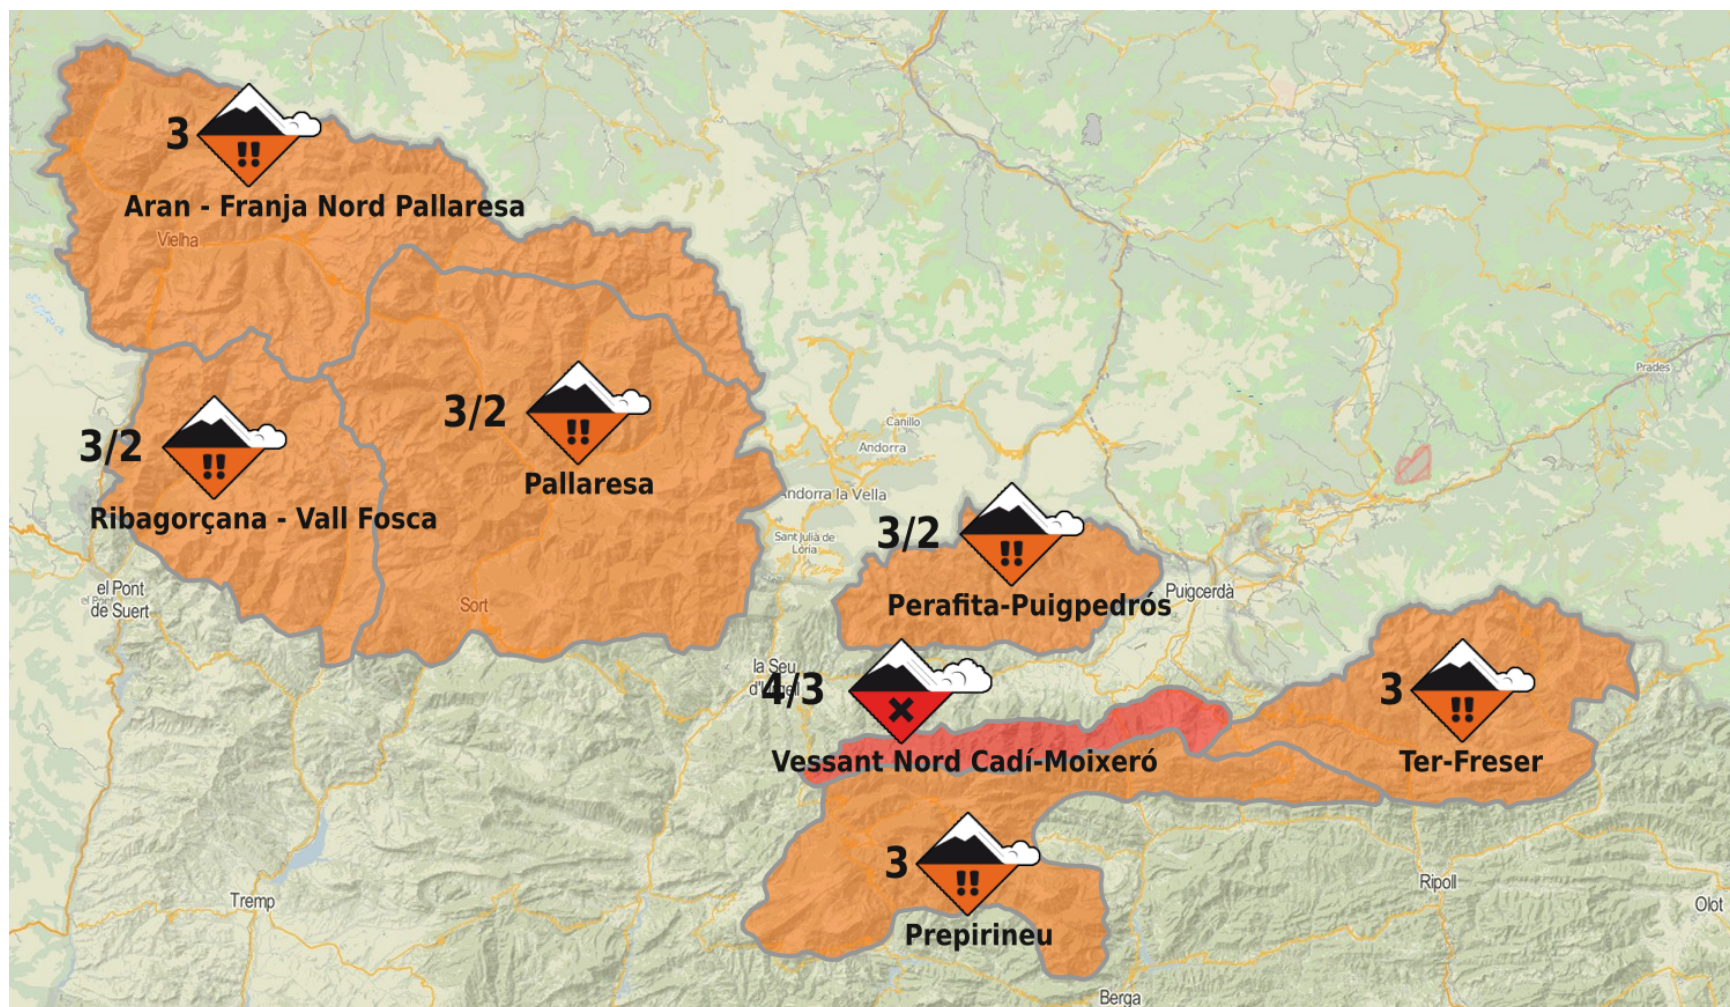 3
!!
Aran - Franja Nord Pallaresa
Vielha
Prades
3/2
!!
Pallaresa
3/2
!!
Ribagorçana - Vall Fosca
Canillo
Andorra
Andorra la Vella
3/2
!!
Sant Julià de
Lòria
Perafita-Puigpedrós
Puigcerdà
el Pont
de Suert
Sort
la Seu
d'Urgell
4/3
Vessant Nord Cadí-Moixeró
3
!!
Ter-Freser
3
!!
Prepirineu
Tremp
Ripoll
Olot
Berga